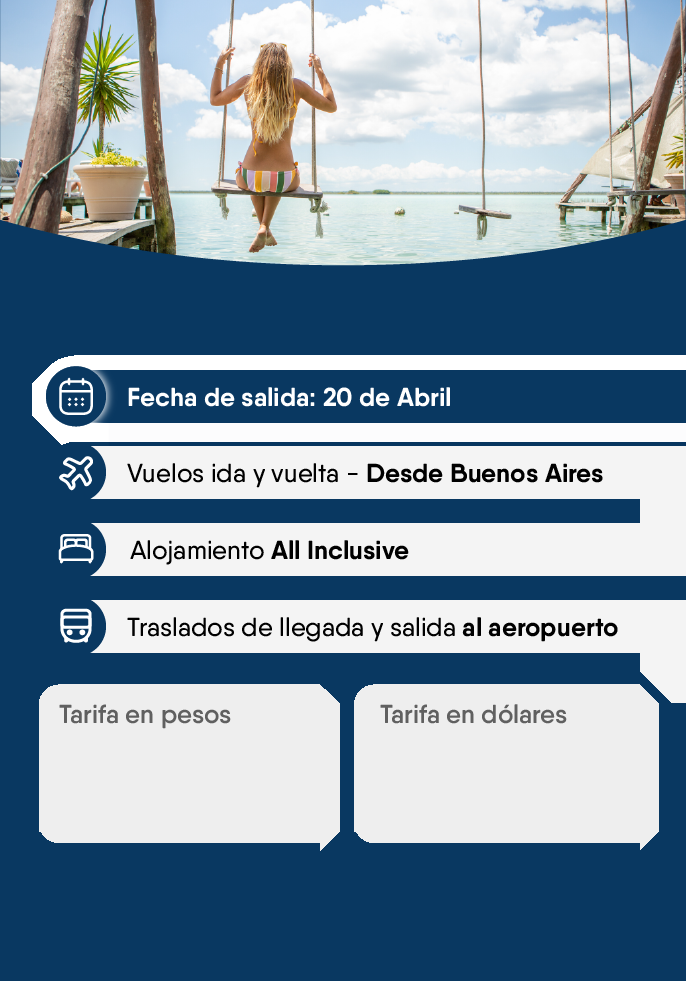 Fecha de salida: 20 de Abril
Vuelos ida y vuelta - Desde Buenos Aires
Alojamiento All Inclusive
Traslados de llegada y salida al aeropuerto
Tarifa en pesos
Tarifa en dólares